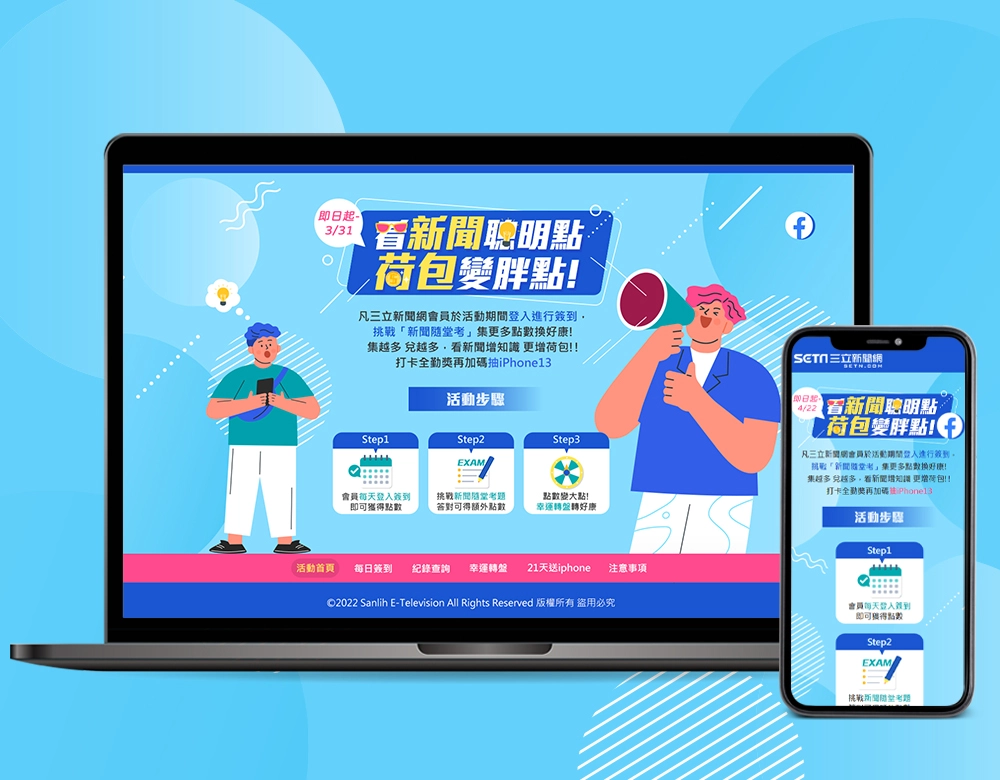 即日起-
3/31
看新聞聰明點
荷包變胖點!
凡三立新聞網會員於活動期間登入進行簽到，
挑戰「新聞隨堂考」集更多點數換好康!
集越多 兌越多，看新聞增知識 更增荷包!!
打卡全勤獎再加碼抽iPhone13
活動步驟
Step1
會員每天登入簽到
即可獲得點數
Step2
EXAM
挑戰新聞隨堂考題
答對可得額外點數
Step3
點數變大點!
幸運轉盤轉好康
活動首頁 每日簽到 紀錄查詢 幸運轉盤 21天送iphone 注意事項
©2022 Sanlih E-Television All Rights Reserved 版權所有 盜用必究
SETN 三立新聞網
SETN.COM
即日起-
4/22
看新聞聰明點
荷包變胖點!
凡三立新聞網會員於活動期間登入進行簽到，
挑戰「新聞隨堂考」集更多點數換好康!
集越多 兌越多，看新聞增知識 更增荷包!!
打卡全勤獎再加碼抽iPhone13
活動步驟
Step1
會員每天登入簽到
即可獲得點數
Step2
EXAM
挑戰新聞隨堂考題